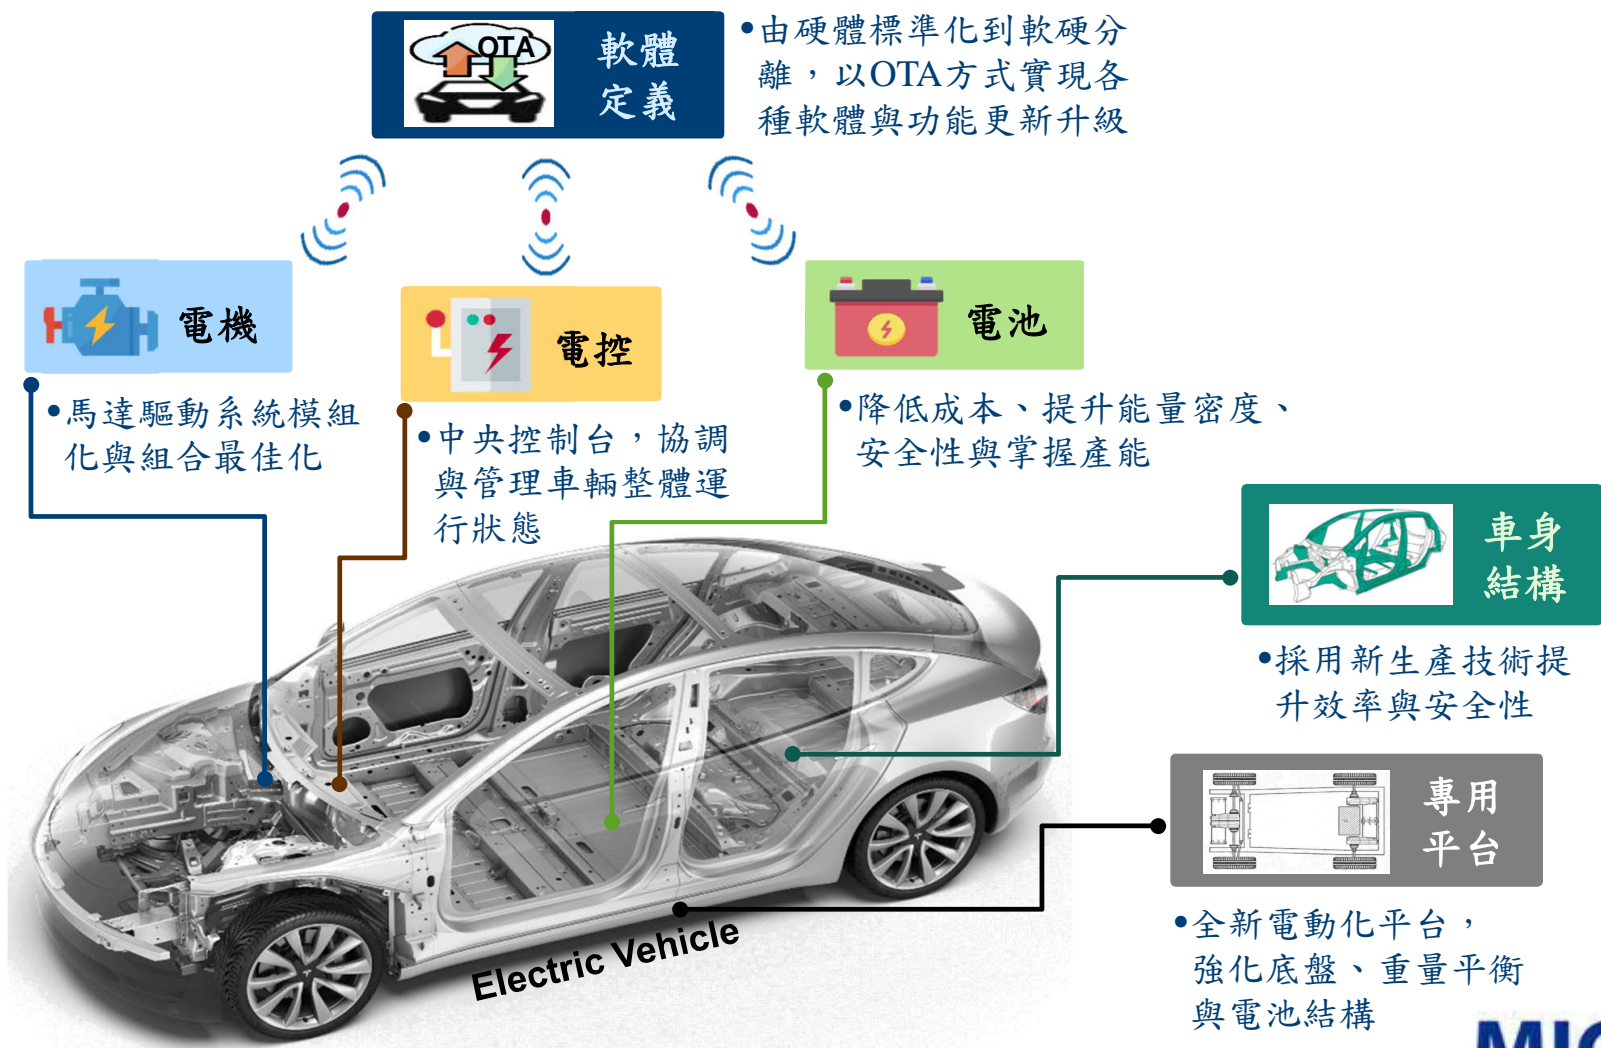 OTA
軟體
定義
•由硬體標準化到軟硬分
離，以OTA方式實現各
種軟體與功能更新升級
電機
電控
電池
•馬達驅動系統模組
化與組合最佳化
•中央控制台，協調
與管理車輛整體運
行狀態
•降低成本、提升能量密度、
安全性與掌握產能
車身
結構
•採用新生產技術提
升效率與安全性
專用
平台
•全新電動化平台，
強化底盤、重量平衡
與電池結構
Electric Vehicle